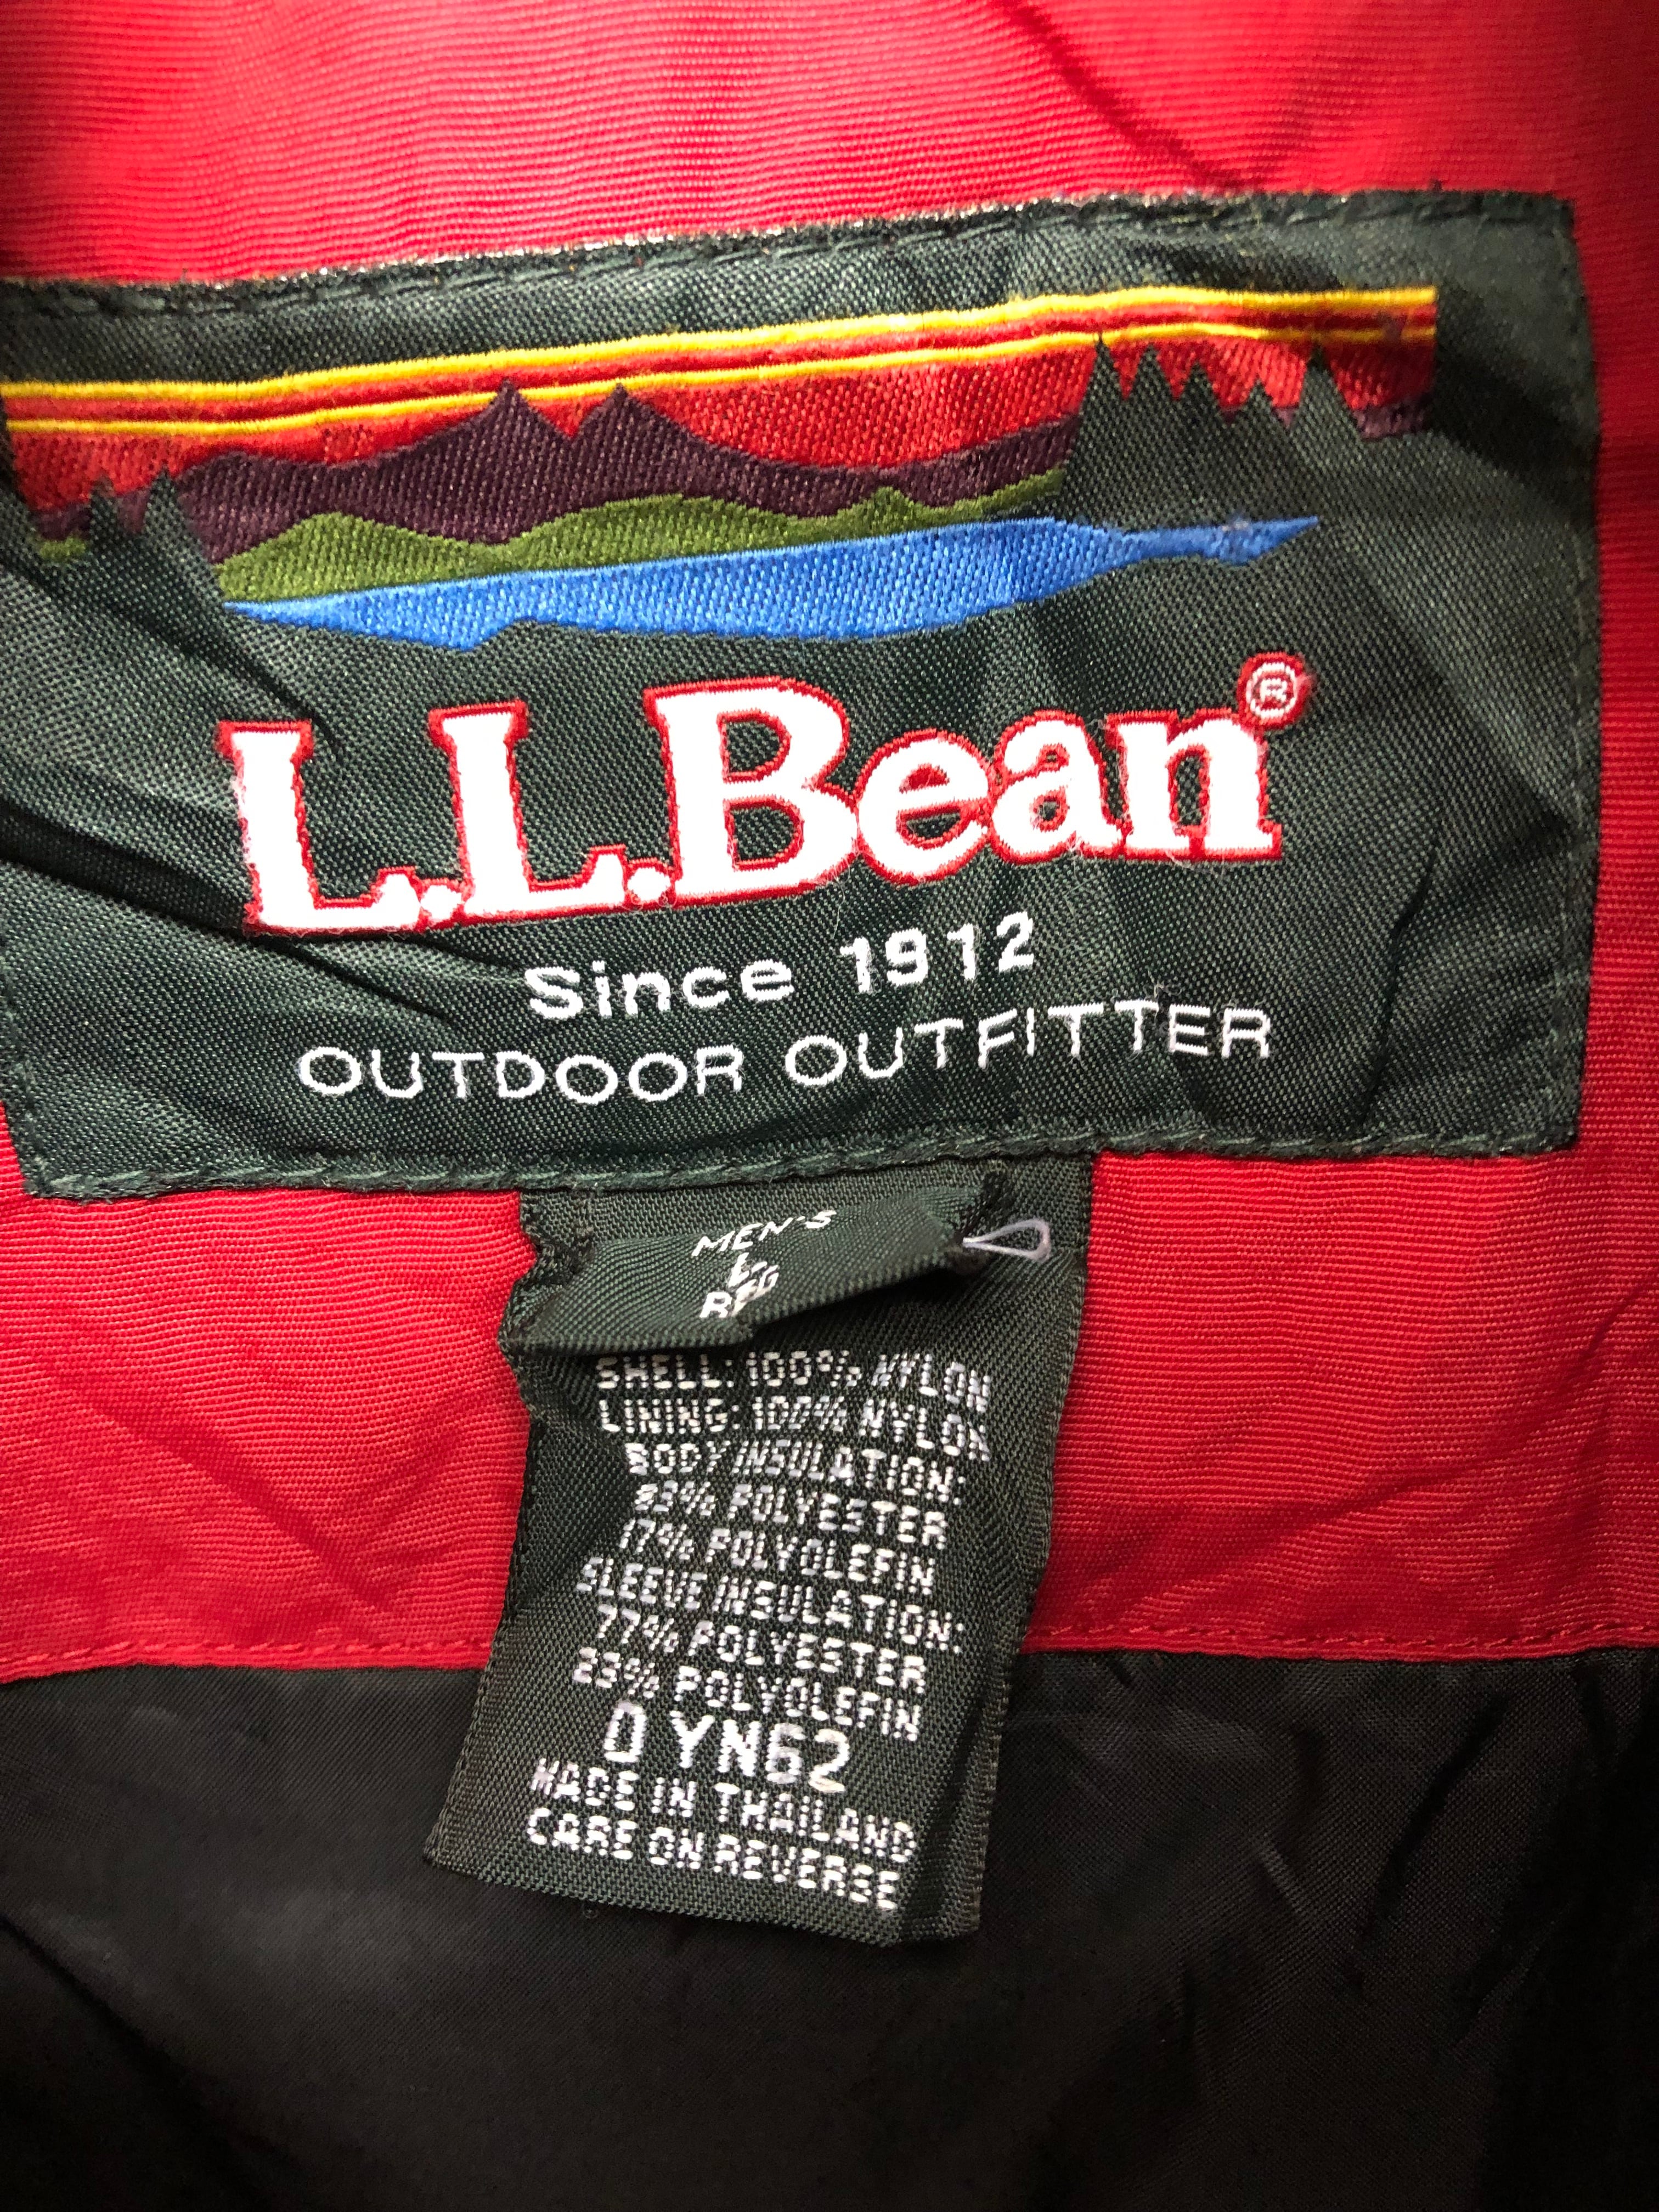 L.L.Bean®
Since 1912
OUTDOOR OUTFITTER
MEN'S
L-
REG
SHELL: 100% NYLON
LINING: 100% NYLON
BODY INSULATION:
83% POLYESTER
17% POLYOLEFIN
SLEEVE INSULATION:
77% POLYESTER
23% POLYOLEFIN
D YN62
MADE IN THAILAND
CARE ON REVERSE